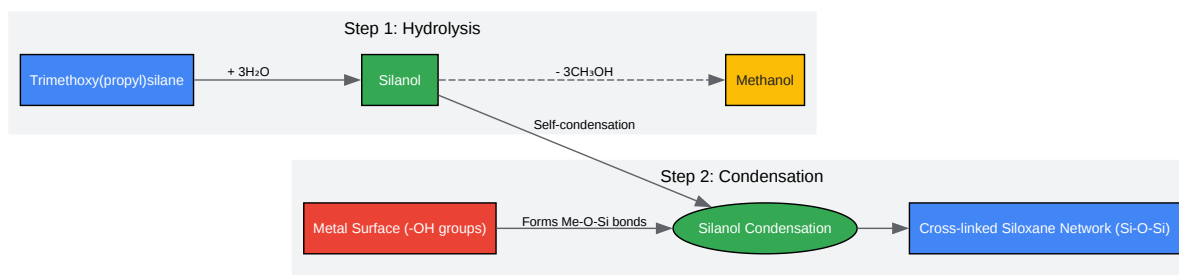 Step 1: Hydrolysis
Trimethoxy(propyl)silane
+ 3H₂O
Silanol
- 3CH₃OH
Methanol
Self-condensation
Step 2: Condensation
Metal Surface (-OH groups)
Forms Me-O-Si bonds
Silanol Condensation
Cross-linked Siloxane Network (Si-O-Si)